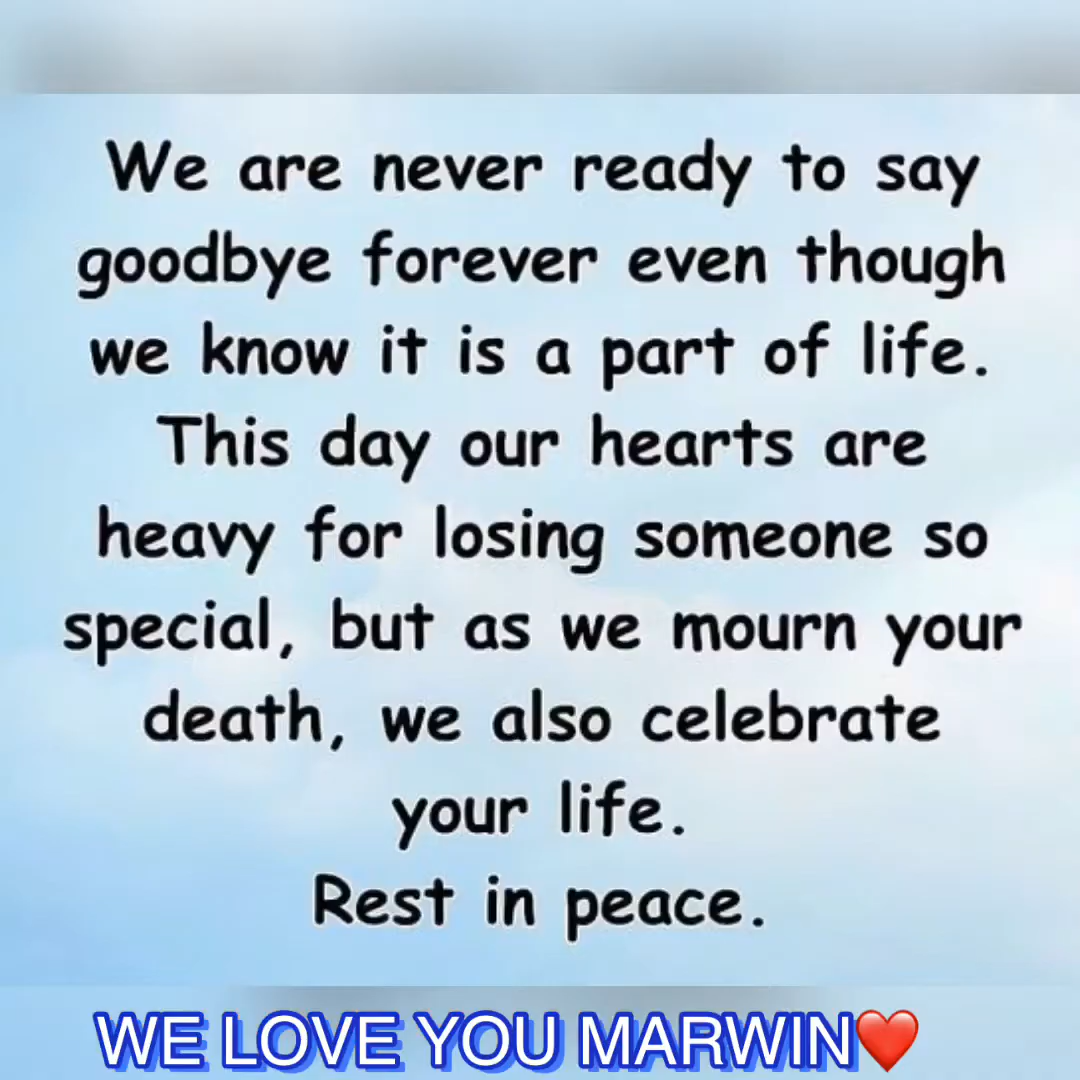 We are never ready to say
goodbye forever even though
we know it is a part of life.
This day our hearts are
heavy for losing someone so
special, but as we mourn your
death, we also celebrate
your life.
Rest in peace.
WE LOVE YOU MARWIN❤️